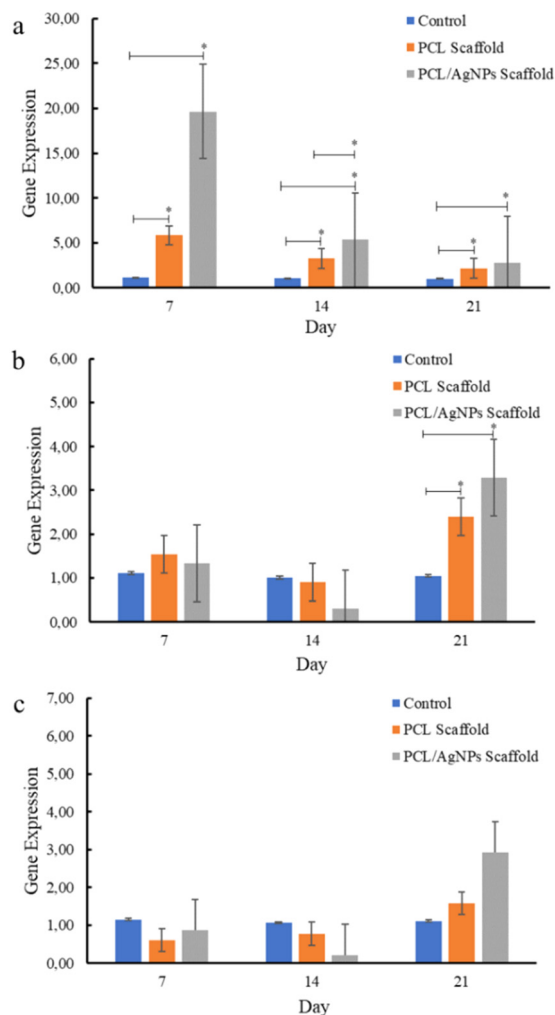 a
30,00
Control
PCL Scaffold
PCL/AgNPs Scaffold
25,00
20,00
15,00
10,00
5,00
0,00
Gene Expression
*
*
*
*
*
*
*
7
14
21
Day
b
6,00
Control
PCL Scaffold
PCL/AgNPs Scaffold
5,00
4,00
3,00
2,00
1,00
0,00
Gene Expression
*
*
7
14
21
Day
c
7,00
Control
PCL Scaffold
PCL/AgNPs Scaffold
6,00
5,00
4,00
3,00
2,00
1,00
0,00
Gene Expression
7
14
21
Day